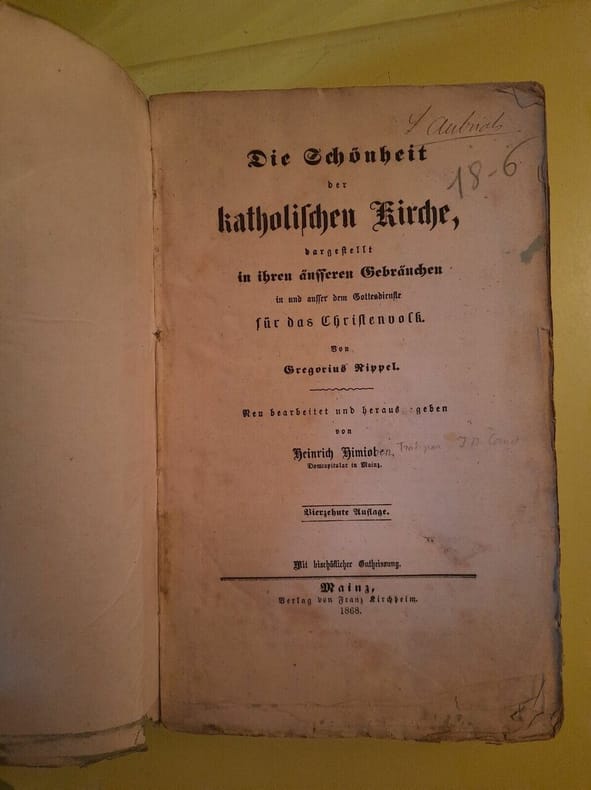 Die Schönheit
18-6
der
katholischen Kirche,
dargestellt
in ihren äusseren Gebräuchen
in und ausser dem Gottesdienste
für das Christenvolk.
Von
Gregorius Rippel.
Neu bearbeitet und herausgegeben
von
Heinrich Himioben,
Domcapitular in Mainz.
Vierzehnte Auflage.
Mit bischöflicher Gutheissung.
Mainz,
Verlag von Franz Kirchheim.
1868.